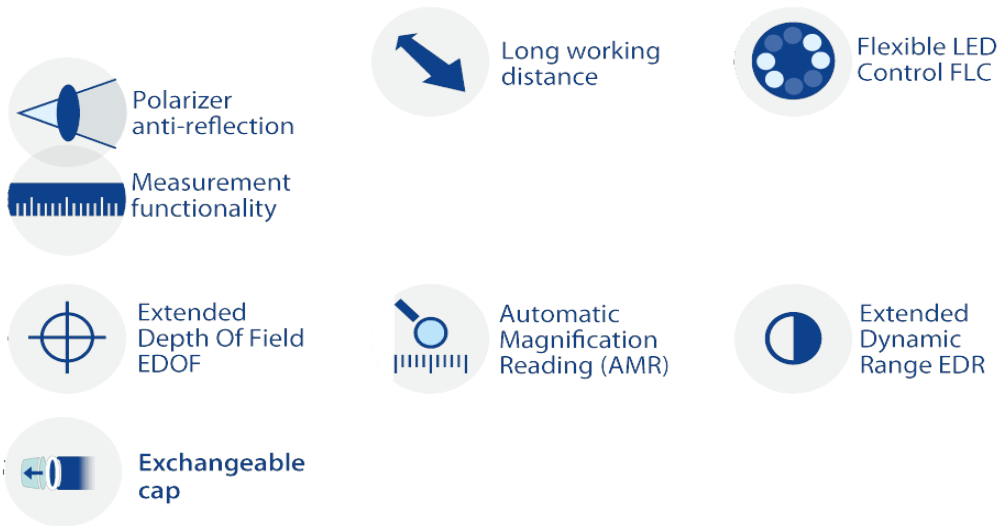 Long working
distance
Flexible LED
Control FLC
Polarizer
anti-reflection
Measurement
functionality
Extended
Depth Of Field
EDOF
Automatic
Magnification
Reading (AMR)
Extended
Dynamic
Range EDR
Exchangeable
cap